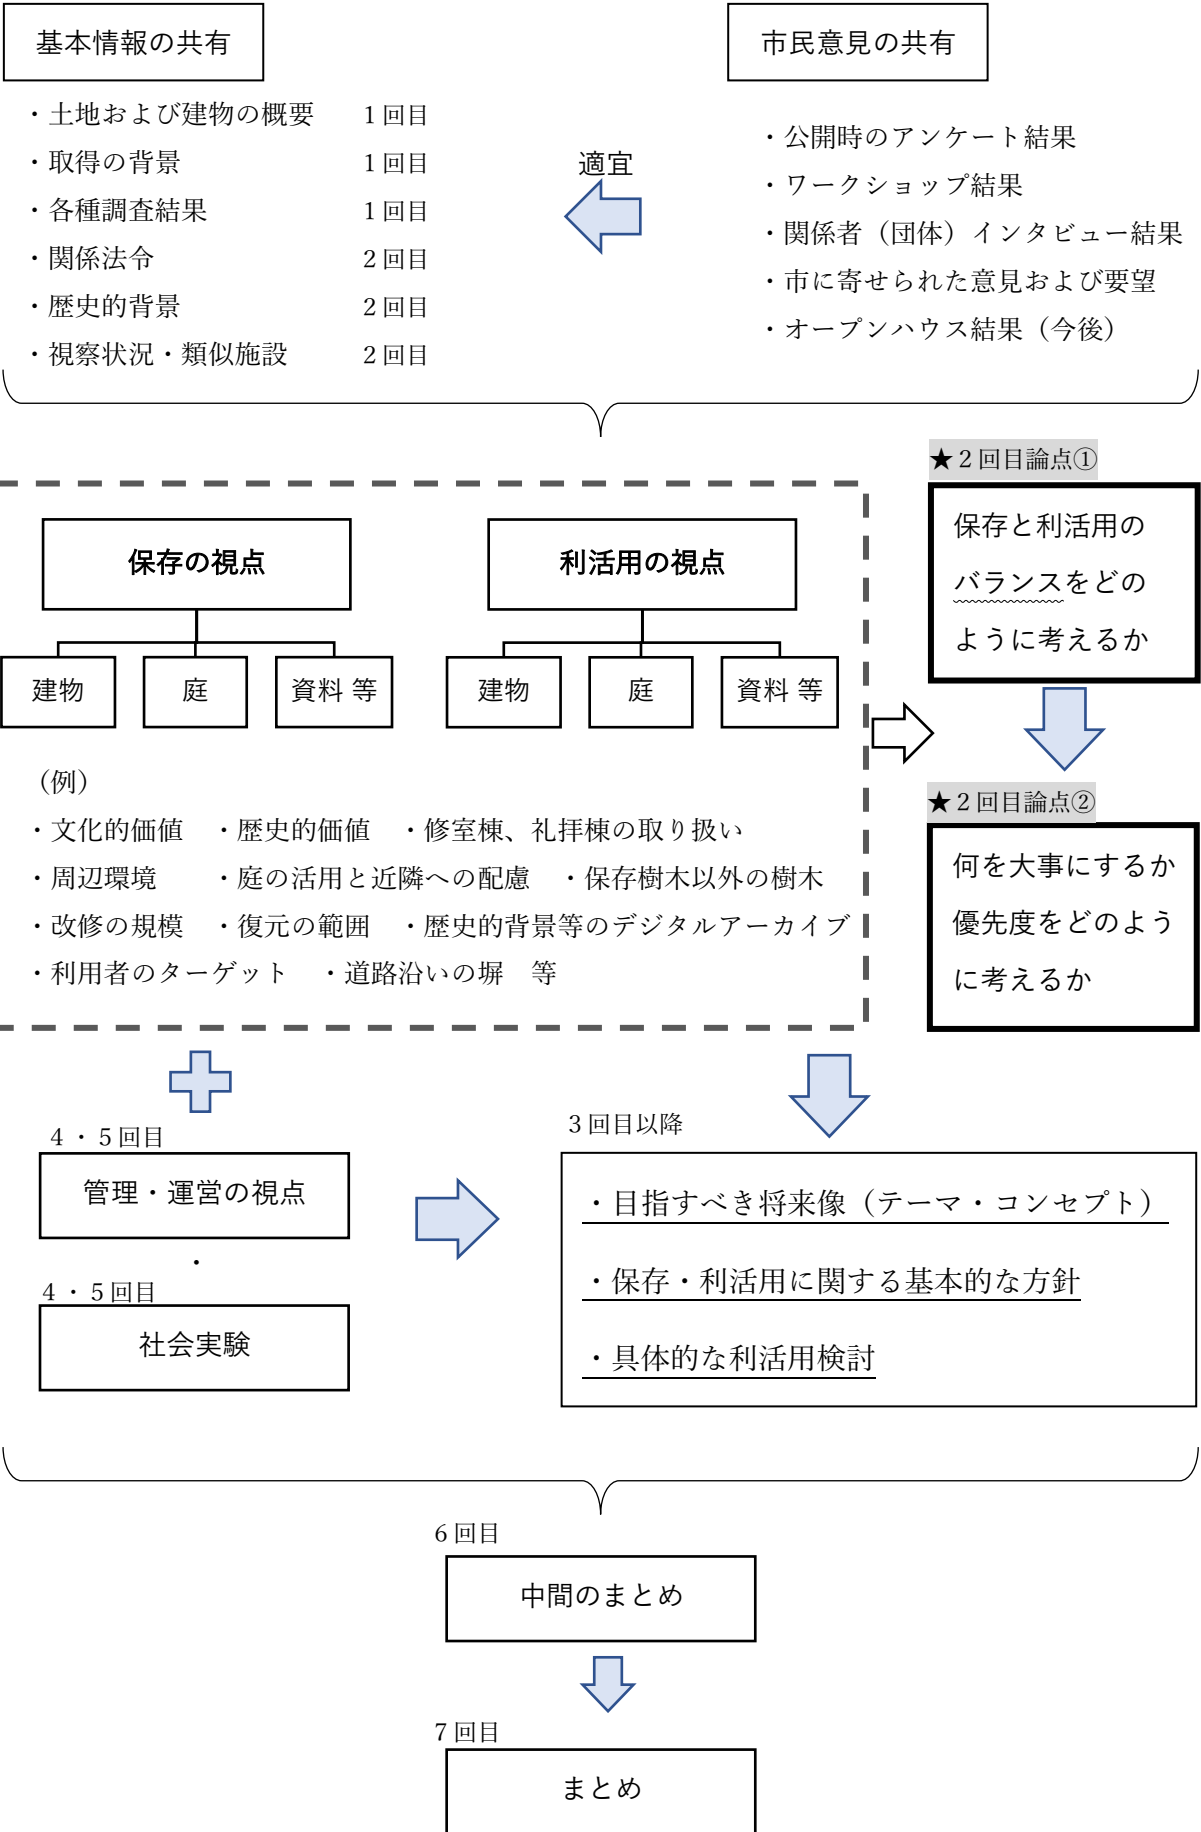 基本情報の共有
・土地および建物の概要　1回目
・取得の背景　1回目
・各種調査結果　1回目
・関係法令　2回目
・歴史的背景　2回目
・視察状況・類似施設　2回目
適宜
市民意見の共有
・公開時のアンケート結果
・ワークショップ結果
・関係者（団体）インタビュー結果
・市に寄せられた意見および要望
・オープンハウス結果（今後）
保存の視点
建物　庭　資料 等
利活用の視点
建物　庭　資料 等
（例）
・文化的価値　・歴史的価値　・修室棟、礼拝棟の取り扱い
・周辺環境　・庭の活用と近隣への配慮　・保存樹木以外の樹木
・改修の規模　・復元の範囲　・歴史的背景等のデジタルアーカイブ
・利用者のターゲット　・道路沿いの塀　等
★2回目論点①
保存と利活用の
バランスをどの
ように考えるか
★2回目論点②
何を大事にするか
優先度をどのよう
に考えるか
4・5回目
管理・運営の視点
・
4・5回目
社会実験
3回目以降
・目指すべき将来像（テーマ・コンセプト）
・保存・利活用に関する基本的な方針
・具体的な利活用検討
6回目
中間のまとめ
7回目
まとめ